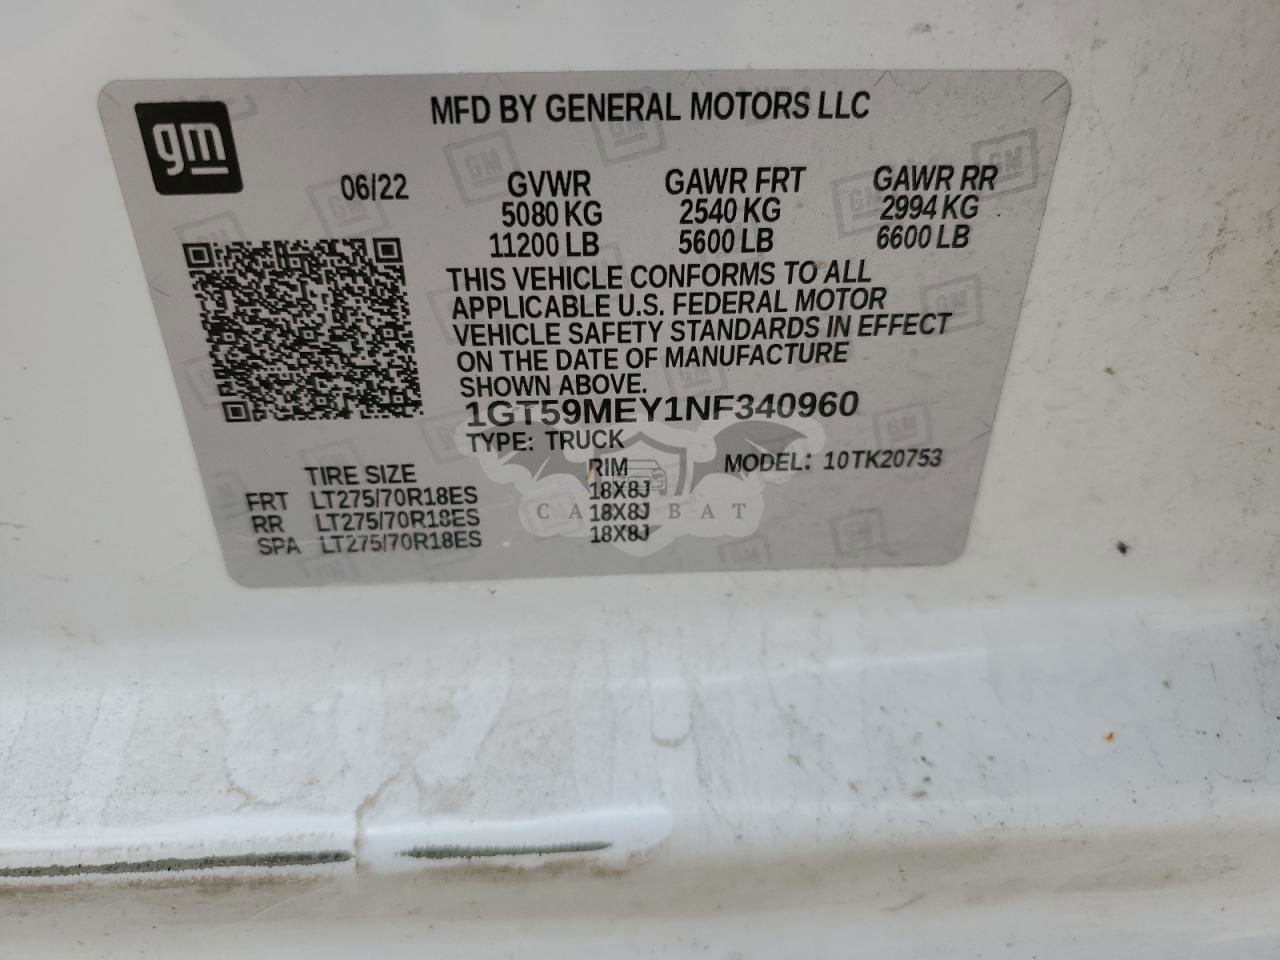 MFD BY GENERAL MOTORS LLC
gm
06/22 GVWR GAWR FRT GAWR RR
5080 KG 2540 KG 2994 KG
11200 LB 5600 LB 6600 LB
THIS VEHICLE CONFORMS TO ALL
APPLICABLE U.S. FEDERAL MOTOR
VEHICLE SAFETY STANDARDS IN EFFECT
ON THE DATE OF MANUFACTURE
SHOWN ABOVE.
1GT59MEY1NF340960
TYPE: TRUCK
MODEL: 10TK20753
TIRE SIZE RIM
FRT LT275/70R18ES 18X8J
RR LT275/70R18ES 18X8J
SPA LT275/70R18ES 18X8J
GM